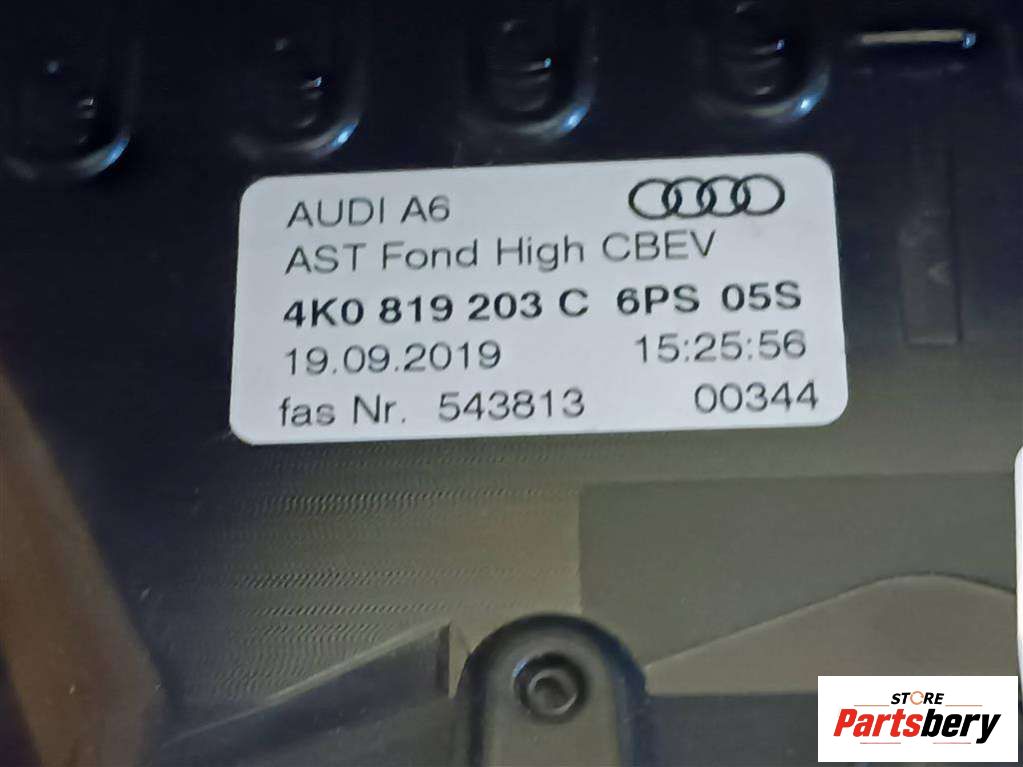 AUDI A6
AST Fond High CBEV
4K0 819 203 C 6PS 05S
19.09.2019 15:25:56
fas Nr. 543813 00344
STORE
Partsbery